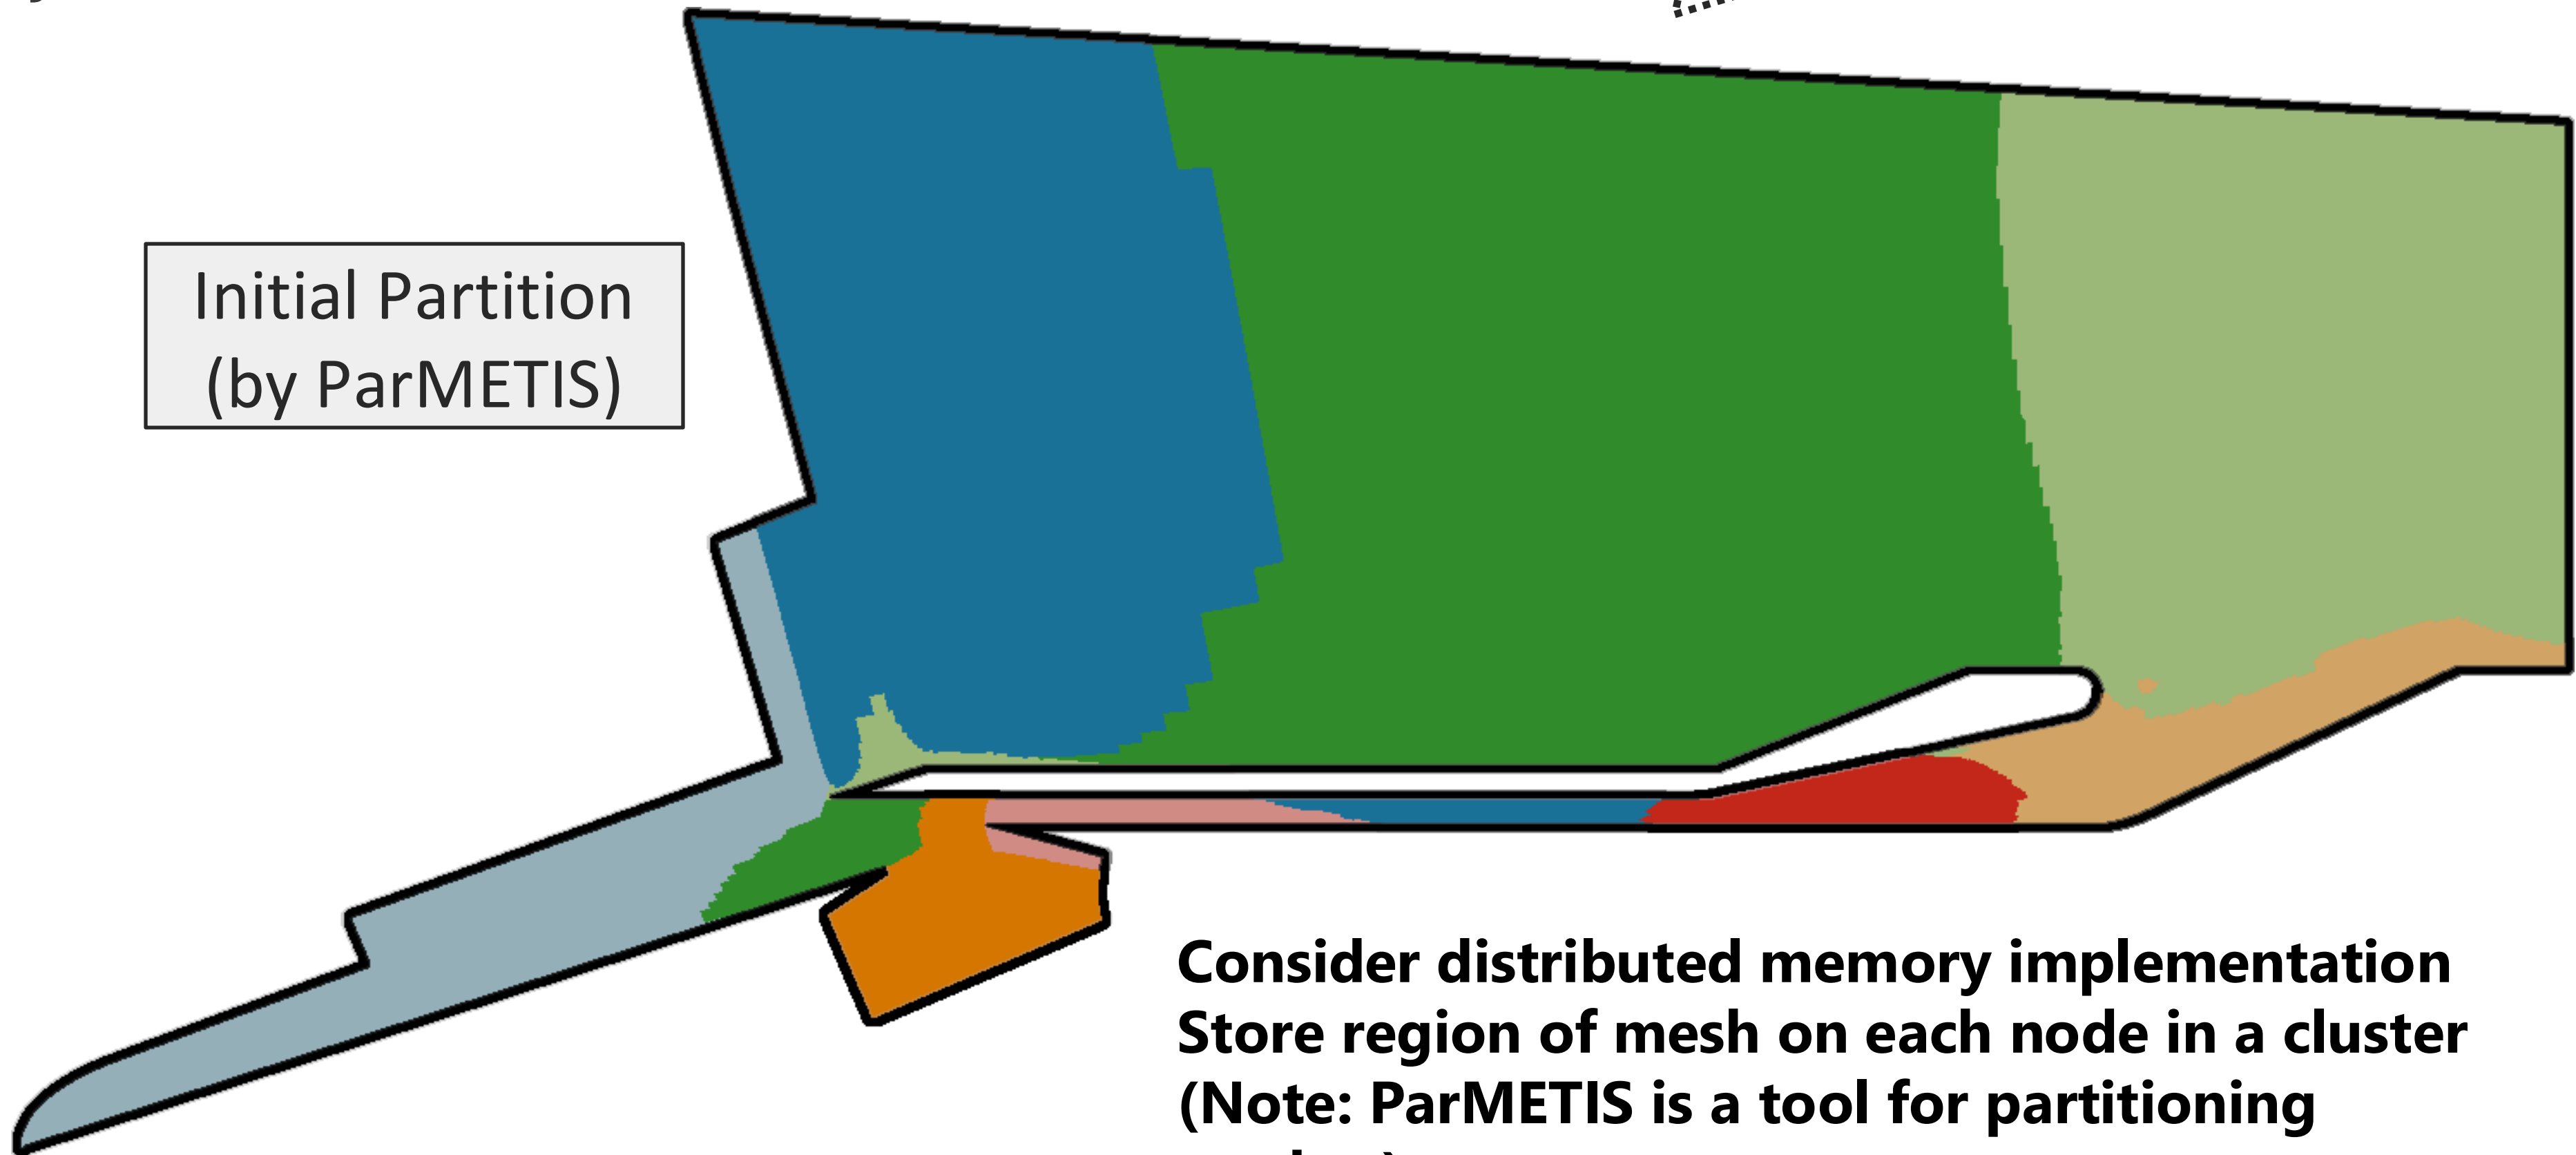 Initial Partition
(by ParMETIS)
Consider distributed memory implementation
Store region of mesh on each node in a cluster
(Note: ParMETIS is a tool for partitioning